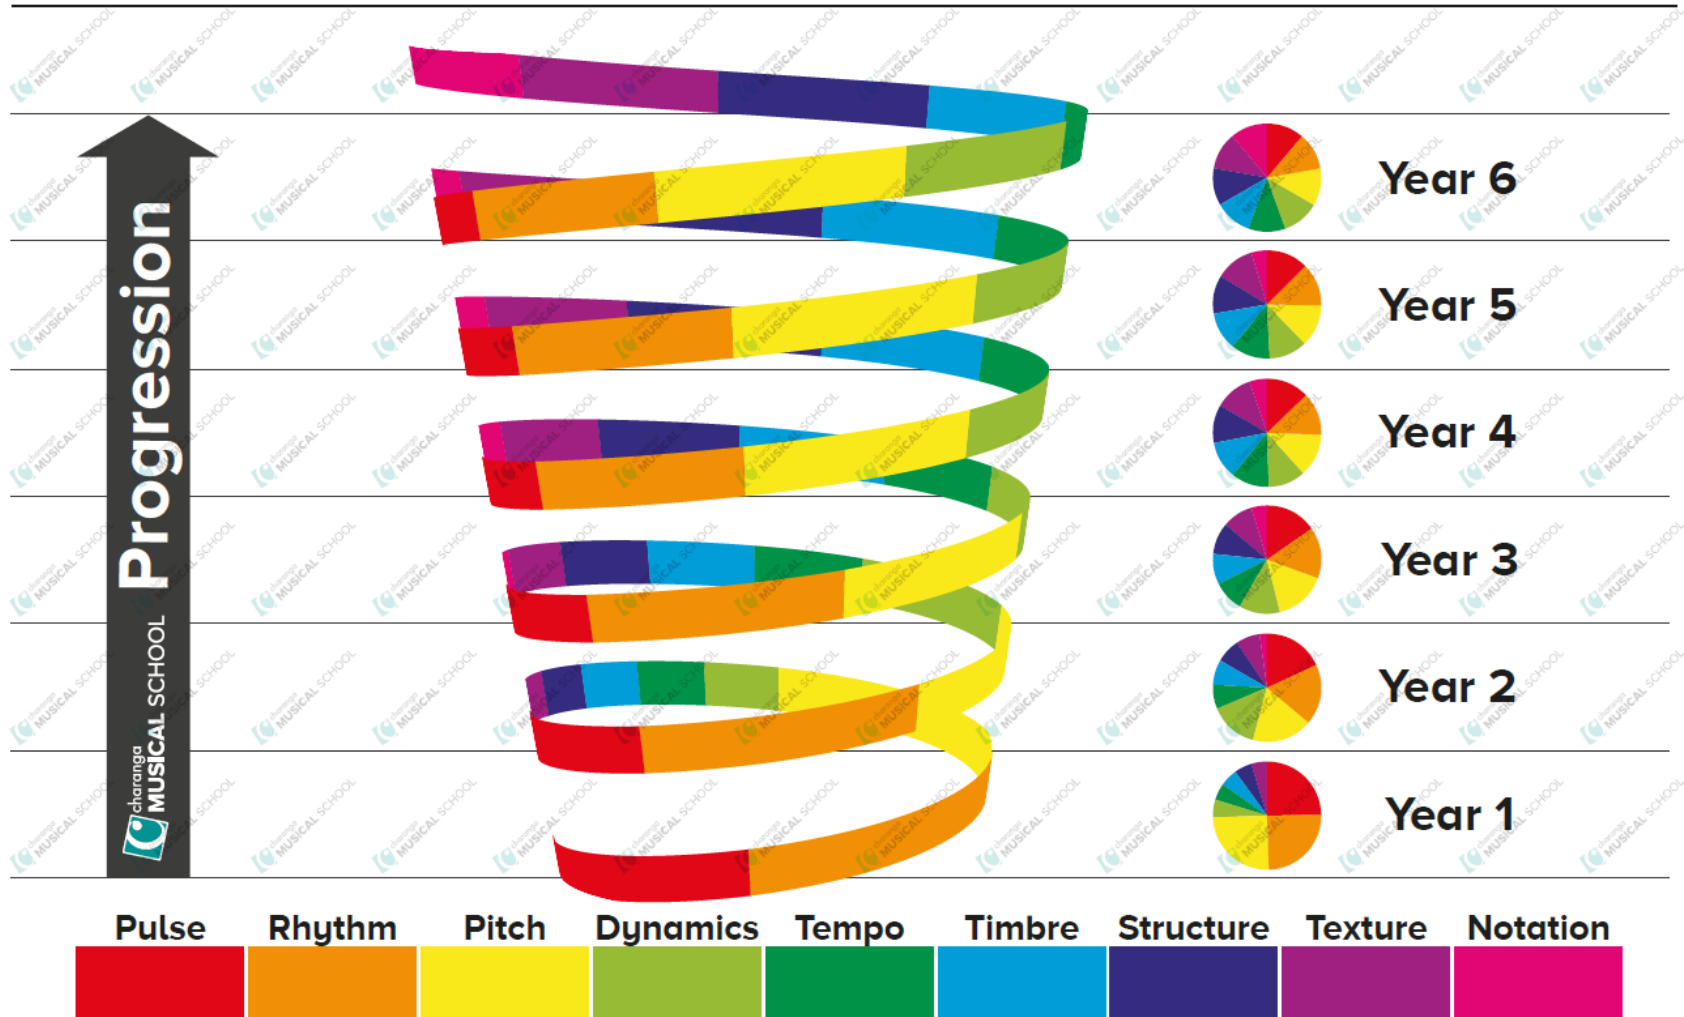 Progression
charanga
MUSICAL SCHOOL
Year 6
Year 5
Year 4
Year 3
Year 2
Year 1
Pulse Rhythm Pitch Dynamics Tempo Timbre Structure Texture Notation